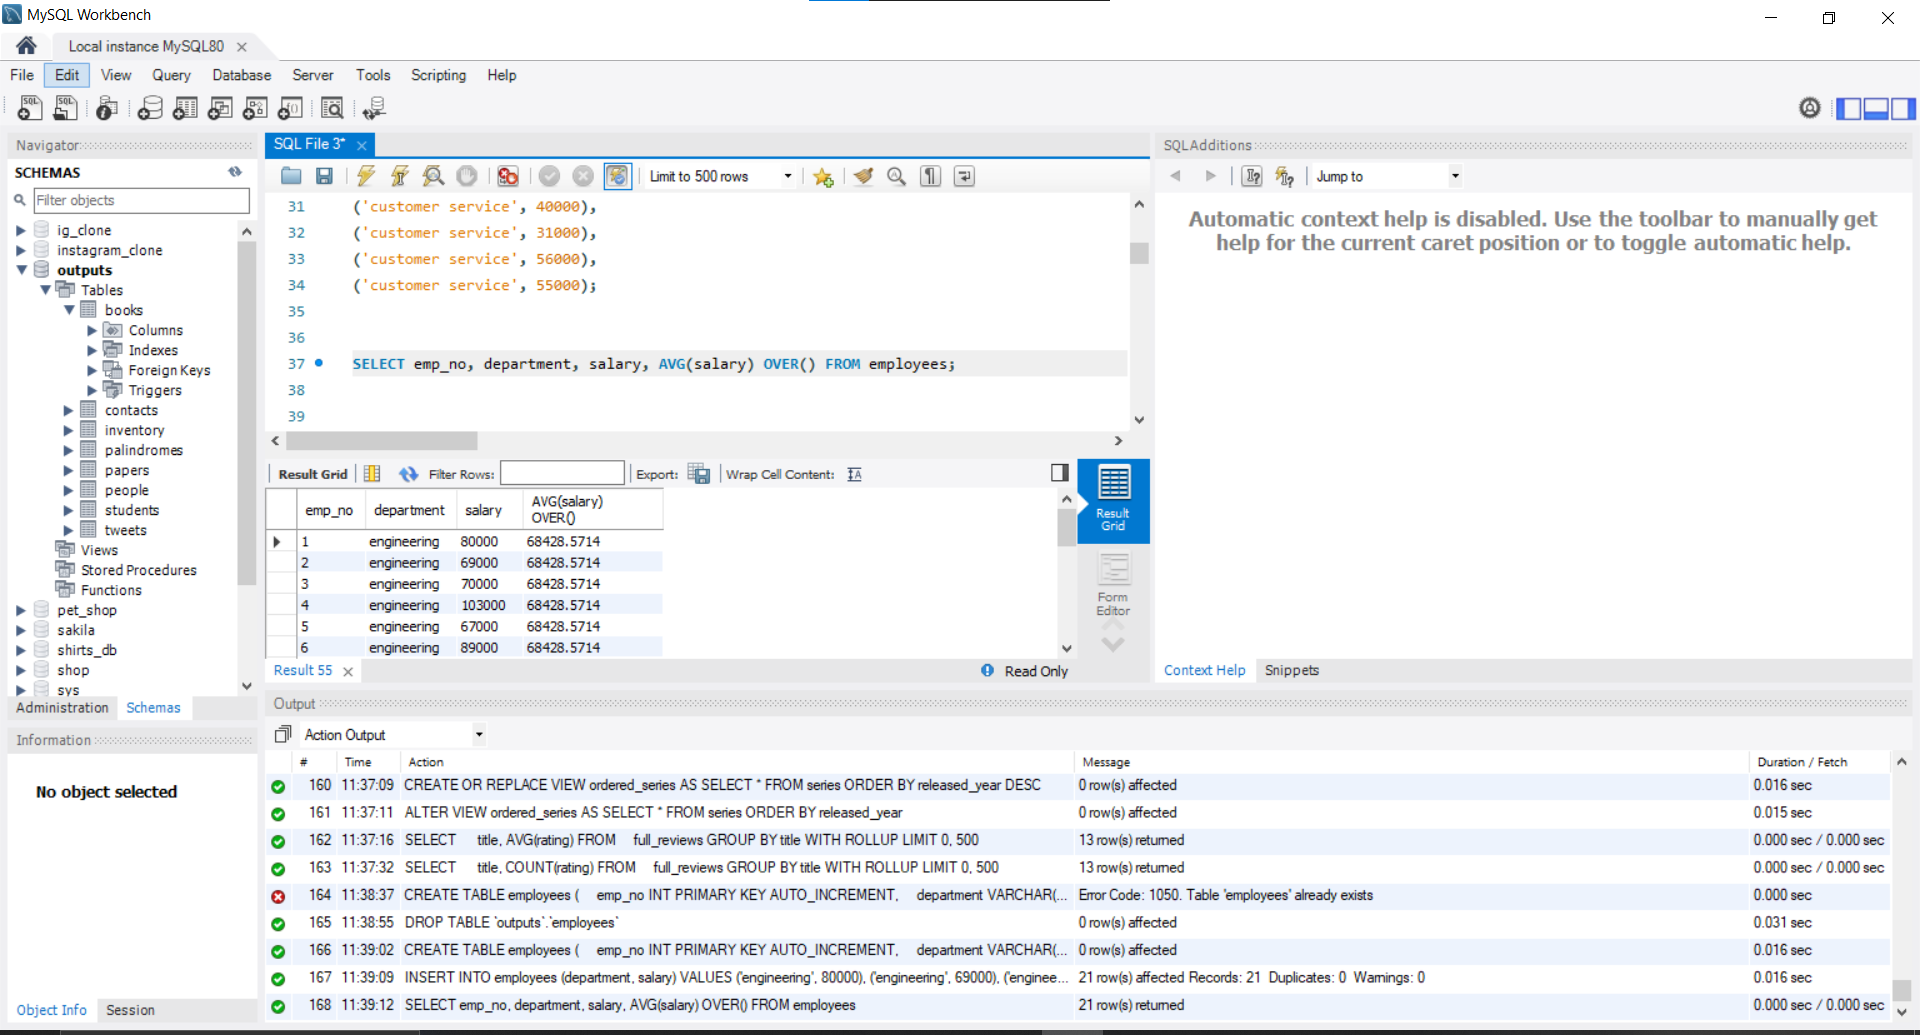 MySQL Workbench
Local instance MySQL80
File Edit View Query Database Server Tools Scripting Help
Navigator
SCHEMAS
Filter objects
ig_clone
instagram_clone
outputs
Tables
books
Columns
Indexes
Foreign Keys
Triggers
contacts
inventory
palindromes
papers
people
students
tweets
Views
Stored Procedures
Functions
pet_shop
sakila
shirts_db
shop
sys
Administration Schemas
Information
No object selected
Object Info Session
SQL File 3*
Limit to 500 rows
31 ('customer service', 40000),
32 ('customer service', 31000),
33 ('customer service', 56000),
34 ('customer service', 55000);
35
36
37 SELECT emp_no, department, salary, AVG(salary) OVER() FROM employees;
38
39
Result Grid Filter Rows: Export: Wrap Cell Content:
emp_no department salary AVG(salary) OVER()
1 engineering 80000 68428.5714
2 engineering 69000 68428.5714
3 engineering 70000 68428.5714
4 engineering 103000 68428.5714
5 engineering 67000 68428.5714
6 engineering 89000 68428.5714
Result Grid
Form Editor
Result 55 Read Only
SQLAdditions
Jump to
Automatic context help is disabled. Use the toolbar to manually get
help for the current caret position or to toggle automatic help.
Context Help Snippets
Output
Action Output
# Time Action Message Duration / Fetch
160 11:37:09 CREATE OR REPLACE VIEW ordered_series AS SELECT * FROM series ORDER BY released_year DESC 0 row(s) affected 0.016 sec
161 11:37:11 ALTER VIEW ordered_series AS SELECT * FROM series ORDER BY released_year 0 row(s) affected 0.015 sec
162 11:37:16 SELECT title, AVG(rating) FROM full_reviews GROUP BY title WITH ROLLUP LIMIT 0, 500 13 row(s) returned 0.000 sec / 0.000 sec
163 11:37:32 SELECT title, COUNT(rating) FROM full_reviews GROUP BY title WITH ROLLUP LIMIT 0, 500 13 row(s) returned 0.000 sec / 0.000 sec
164 11:38:37 CREATE TABLE employees ( emp_no INT PRIMARY KEY AUTO_INCREMENT, department VARCHAR(... Error Code: 1050. Table 'employees' already exists 0.000 sec
165 11:38:55 DROP TABLE `outputs`.`employees` 0 row(s) affected 0.031 sec
166 11:39:02 CREATE TABLE employees ( emp_no INT PRIMARY KEY AUTO_INCREMENT, department VARCHAR(... 0 row(s) affected 0.016 sec
167 11:39:09 INSERT INTO employees (department, salary) VALUES ('engineering', 80000), ('engineering', 69000), ('enginee... 21 row(s) affected Records: 21 Duplicates: 0 Warnings: 0 0.016 sec
168 11:39:12 SELECT emp_no, department, salary, AVG(salary) OVER() FROM employees 21 row(s) returned 0.000 sec / 0.000 sec